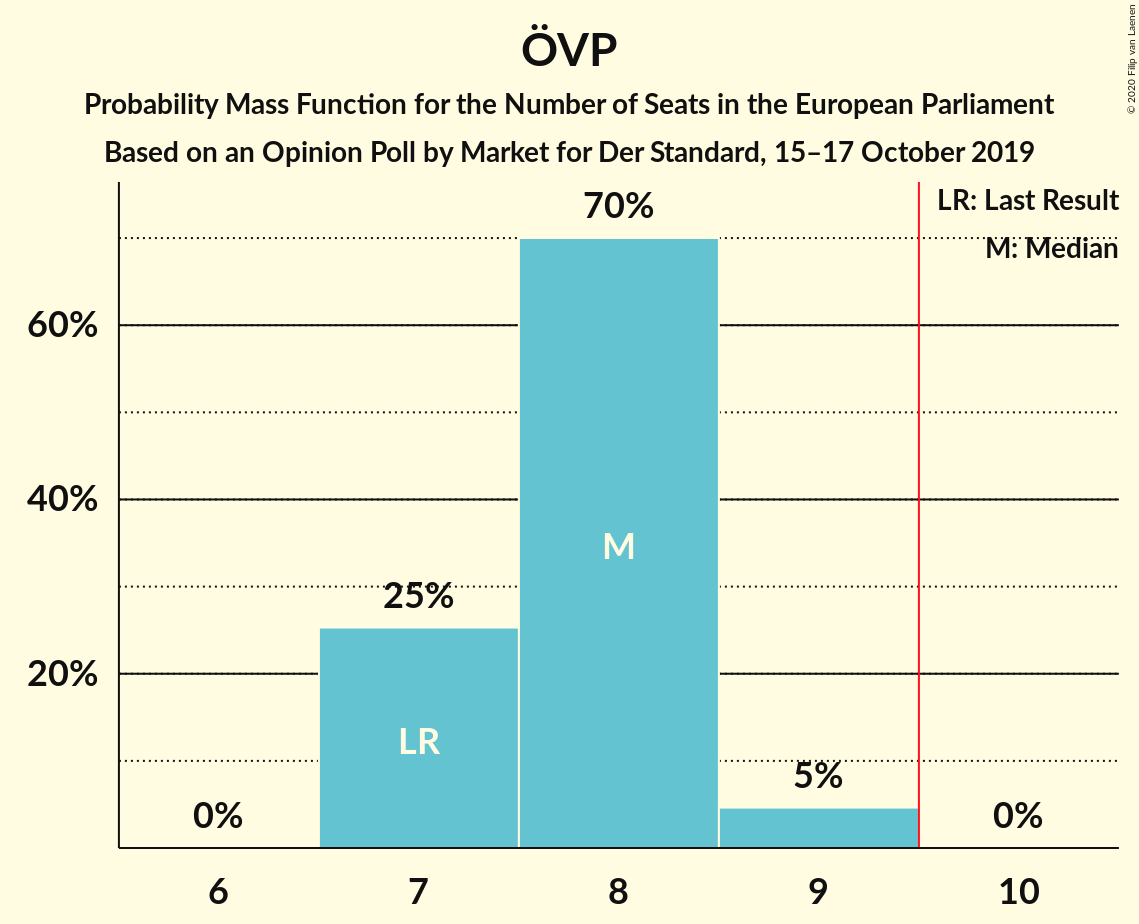 ÖVP
Probability Mass Function for the Number of Seats in the European Parliament
Based on an Opinion Poll by Market for Der Standard, 15–17 October 2019
© 2020 Filip van Laenen
LR: Last Result
M: Median
70%
60%
40%
20%
25%
5%
0%
0%
M
LR
6
7
8
9
10